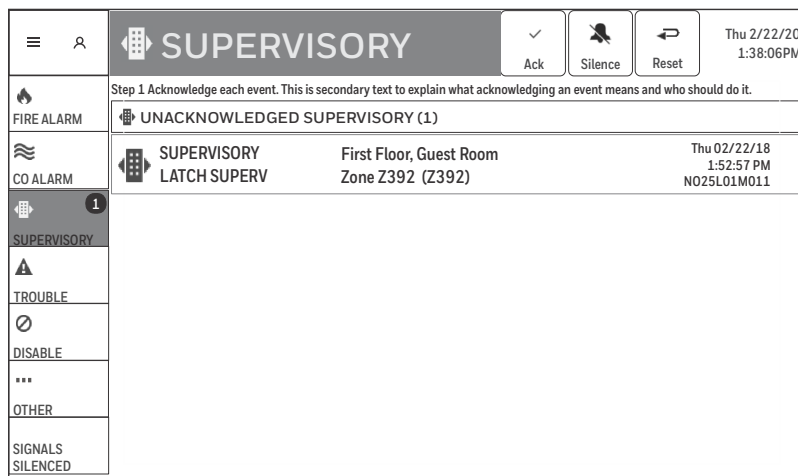 SUPERVISORY
Ack
Silence
Reset
Thu 2/22/20
1:38:06PM
Step 1 Acknowledge each event. This is secondary text to explain what acknowledging an event means and who should do it.
FIRE ALARM
UNACKNOWLEDGED SUPERVISORY (1)
CO ALARM
SUPERVISORY First Floor, Guest Room Thu 02/22/18
LATCH SUPERV Zone Z392 (Z392) 1:52:57 PM
N025L01M011
1
SUPERVISORY
TROUBLE
DISABLE
OTHER
SIGNALS
SILENCED